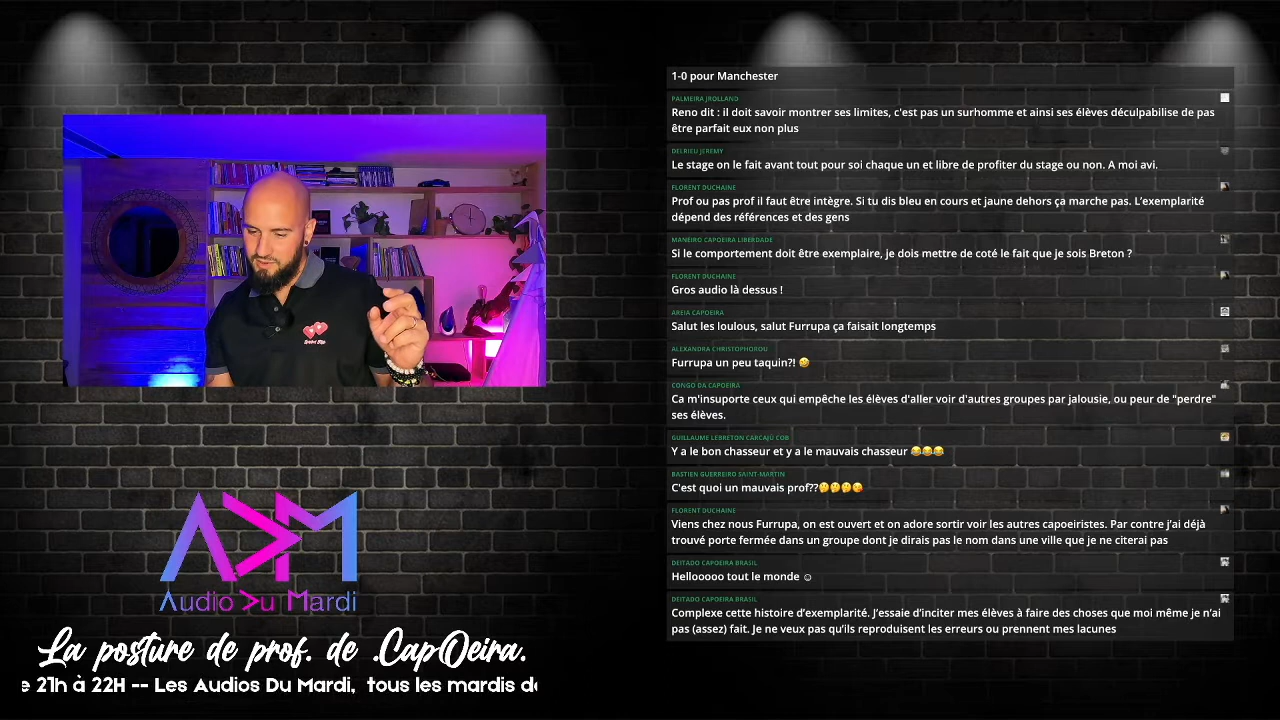 1-0 pour Manchester
PALMEIRA JROLLAND
Reno dit : il doit savoir montrer ses limites, c'est pas un surhomme et ainsi ses élèves déculpabilise de pas
être parfait eux non plus
DELRIEU JEREMY
Le stage on le fait avant tout pour soi chaque un et libre de profiter du stage ou non. A moi avi.
FLORENT DUCHAINE
Prof ou pas prof il faut être intègre. Si tu dis bleu en cours et jaune dehors ça marche pas. L'exemplarité
dépend des références et des gens
MANEIRO CAPOEIRA LIBERDADE
Si le comportement doit être exemplaire, je dois mettre de coté le fait que je sois Breton ?
FLORENT DUCHAINE
Gros audio là dessus !
AREIA CAPOEIRA
Salut les loulous, salut Furrupa ça faisait longtemps
ALEXANDRA CHRISTOPHOROU
Furrupa un peu taquin?! 🤣
CONGO DA CAPOEIRA
Ca m'insuporte ceux qui empêche les élèves d'aller voir d'autres groupes par jalousie, ou peur de "perdre"
ses élèves.
GUILLAUME LEBRETON CARCAJÚ COB
Y a le bon chasseur et y a le mauvais chasseur 😂😂😂
BASTIEN GUERREIRO SAINT-MARTIN
C'est quoi un mauvais prof??🤔🤔🤔😘
FLORENT DUCHAINE
Viens chez nous Furrupa, on est ouvert et on adore sortir voir les autres capoeiristes. Par contre j'ai déjà
trouvé porte fermée dans un groupe dont je dirais pas le nom dans une ville que je ne citerai pas
DEITADO CAPOEIRA BRASIL
Hellooooo tout le monde ☺
DEITADO CAPOEIRA BRASIL
Complexe cette histoire d'exemplarité. J'essaie d'inciter mes élèves à faire des choses que moi même je n'ai
pas (assez) fait. Je ne veux pas qu'ils reproduisent les erreurs ou prennent mes lacunes
ADM
Audio Du Mardi
La posture de prof. de .CapOeira.
e 21h à 22H -- Les Audios Du Mardi, tous les mardis de